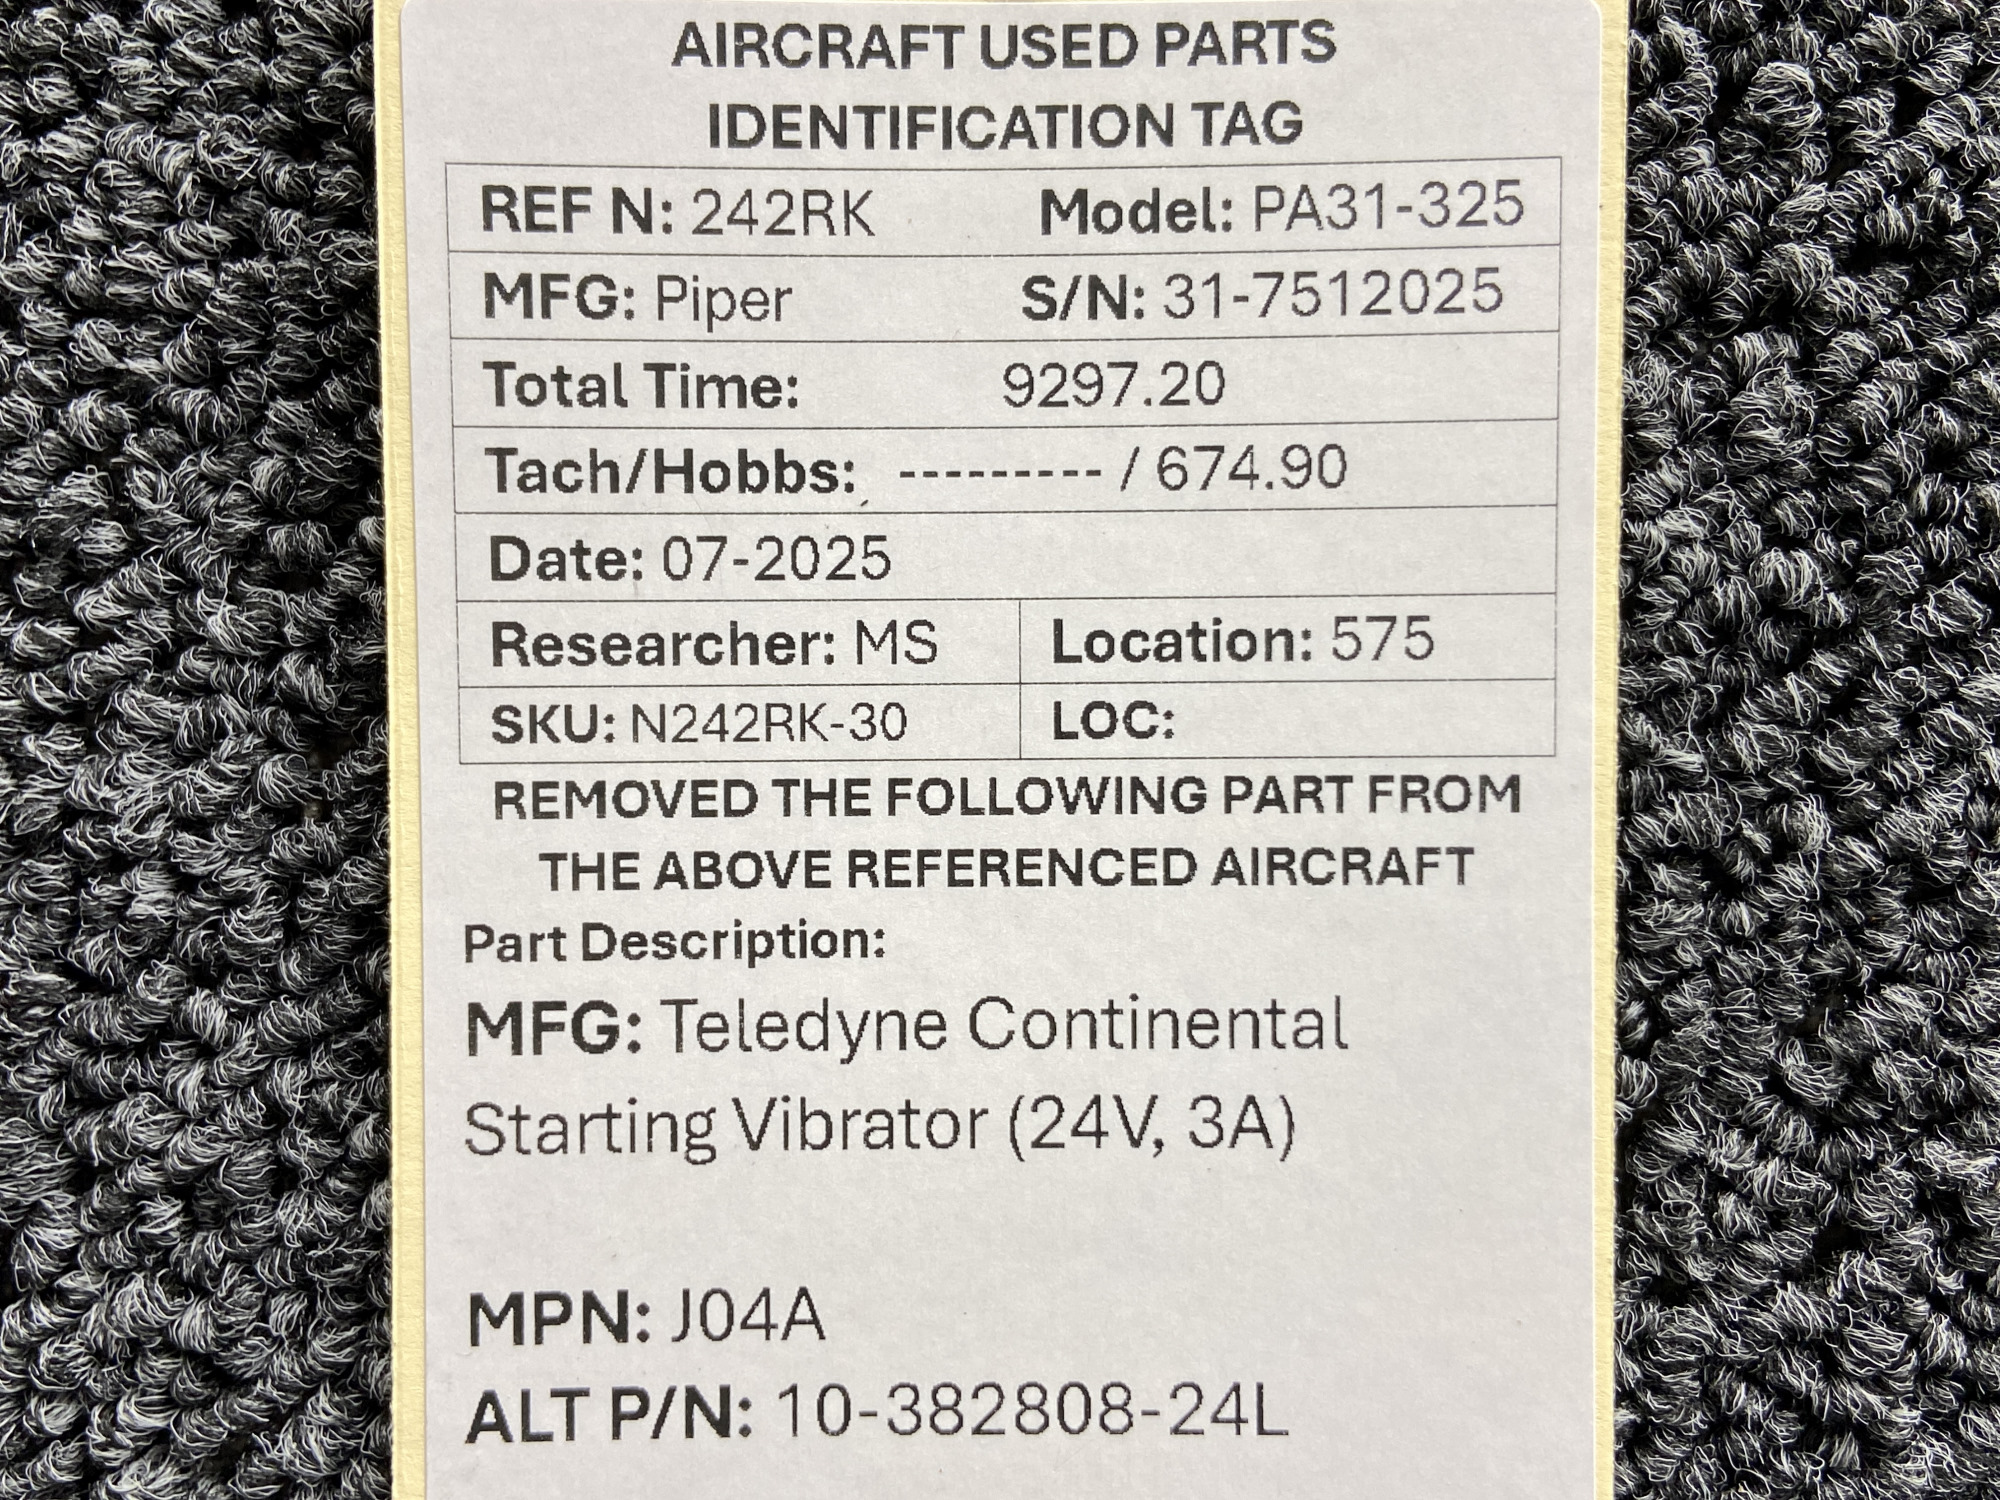 AIRCRAFT USED PARTS
IDENTIFICATION TAG
REF N: 242RK Model: PA31-325
MFG: Piper S/N: 31-7512025
Total Time: 9297.20
Tach/Hobbs: --------- / 674.90
Date: 07-2025
Researcher: MS Location: 575
SKU: N242RK-30 LOC:
REMOVED THE FOLLOWING PART FROM
THE ABOVE REFERENCED AIRCRAFT
Part Description:
MFG: Teledyne Continental
Starting Vibrator (24V, 3A)
MPN: J04A
ALT P/N: 10-382808-24L